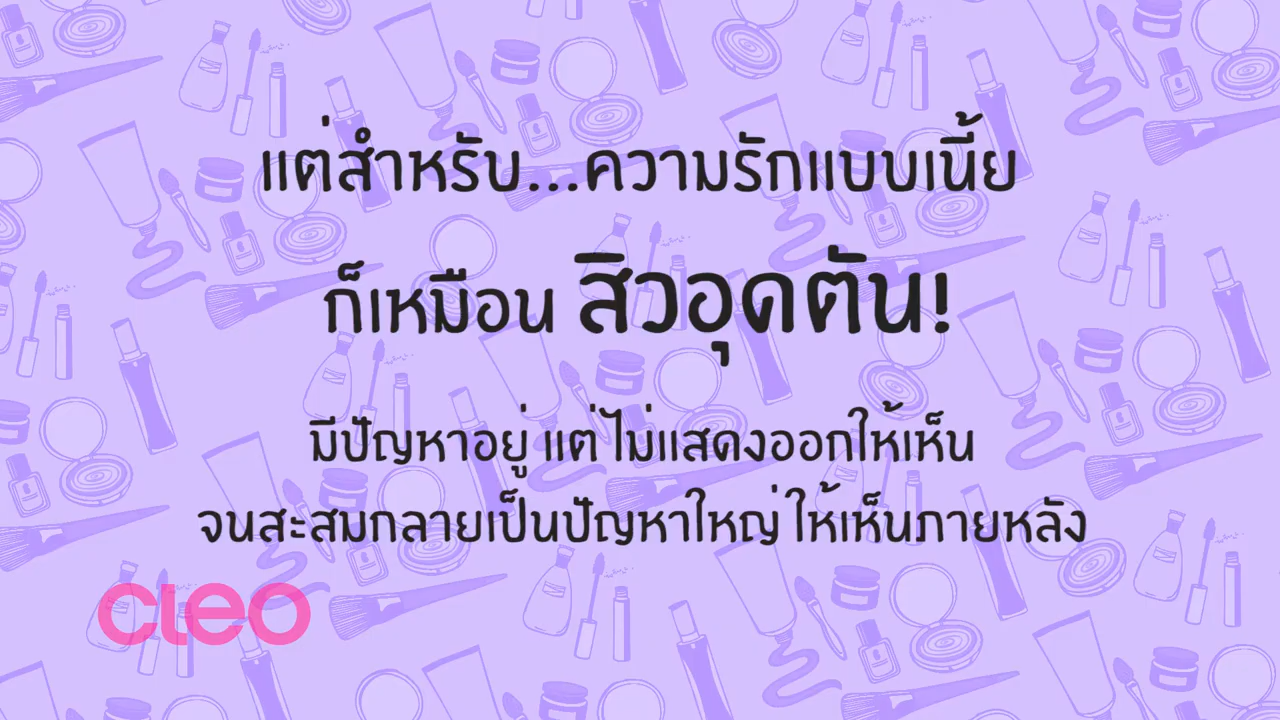 แต่สำหรับ...ความรักแบบเนี้ย
ก็เหมือน สิวอุดตัน!
มีปัญหาอยู่ แต่ไม่แสดงออกให้เห็น
จนสะสมกลายเป็นปัญหาใหญ่ ให้เห็นภายหลัง
CLEO